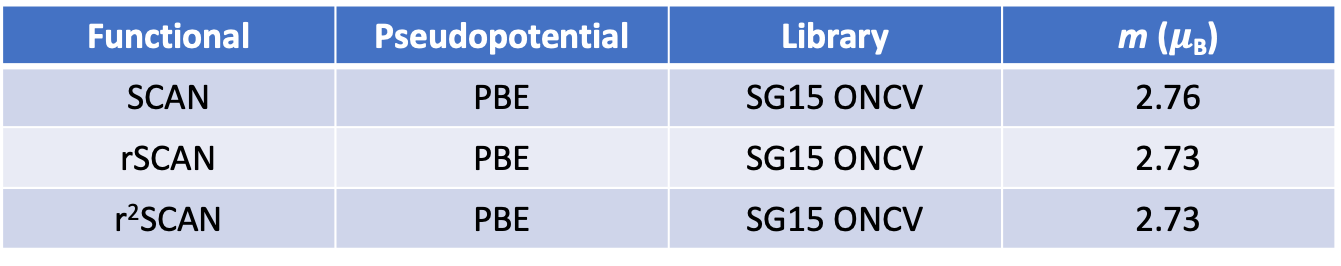 Functional Pseudopotential Library m (μB)
SCAN PBE SG15 ONCV 2.76
rSCAN PBE SG15 ONCV 2.73
r²SCAN PBE SG15 ONCV 2.73